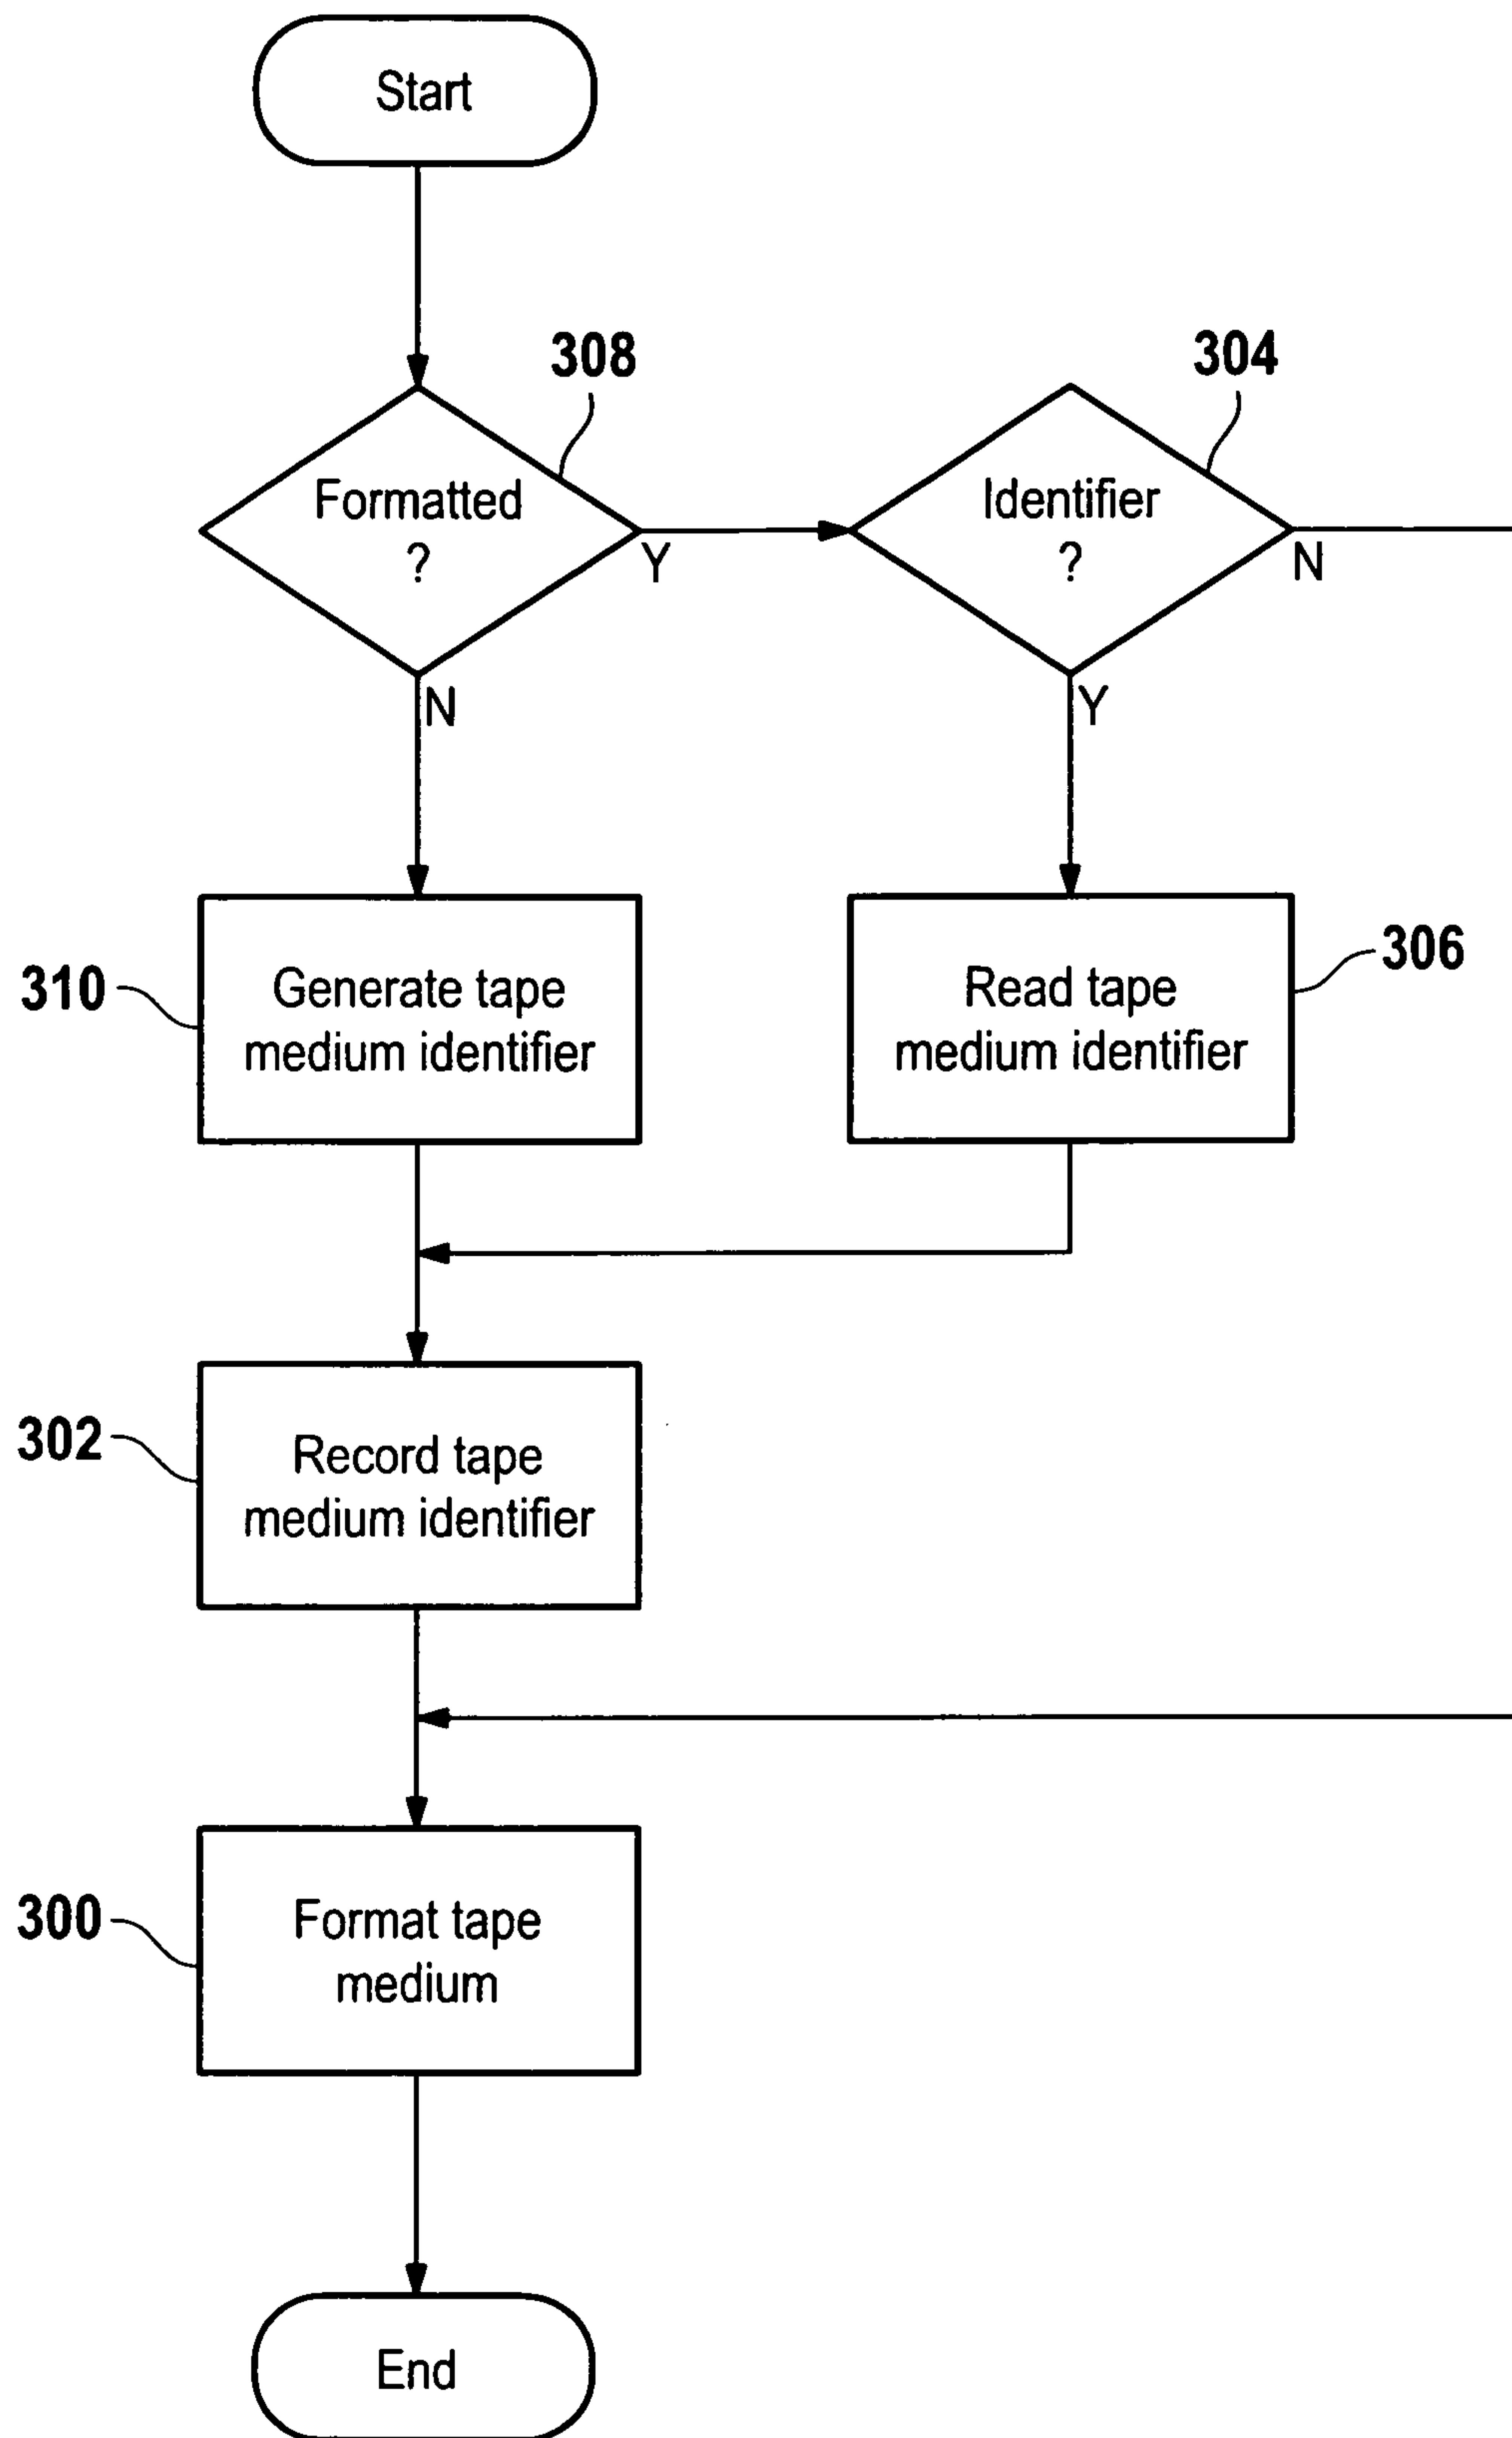 Start
308
304
Formatted
?
Y
Identifier
?
N
N
Y
310
Generate tape
medium identifier
Read tape
medium identifier
306
302
Record tape
medium identifier
300
Format tape
medium
End